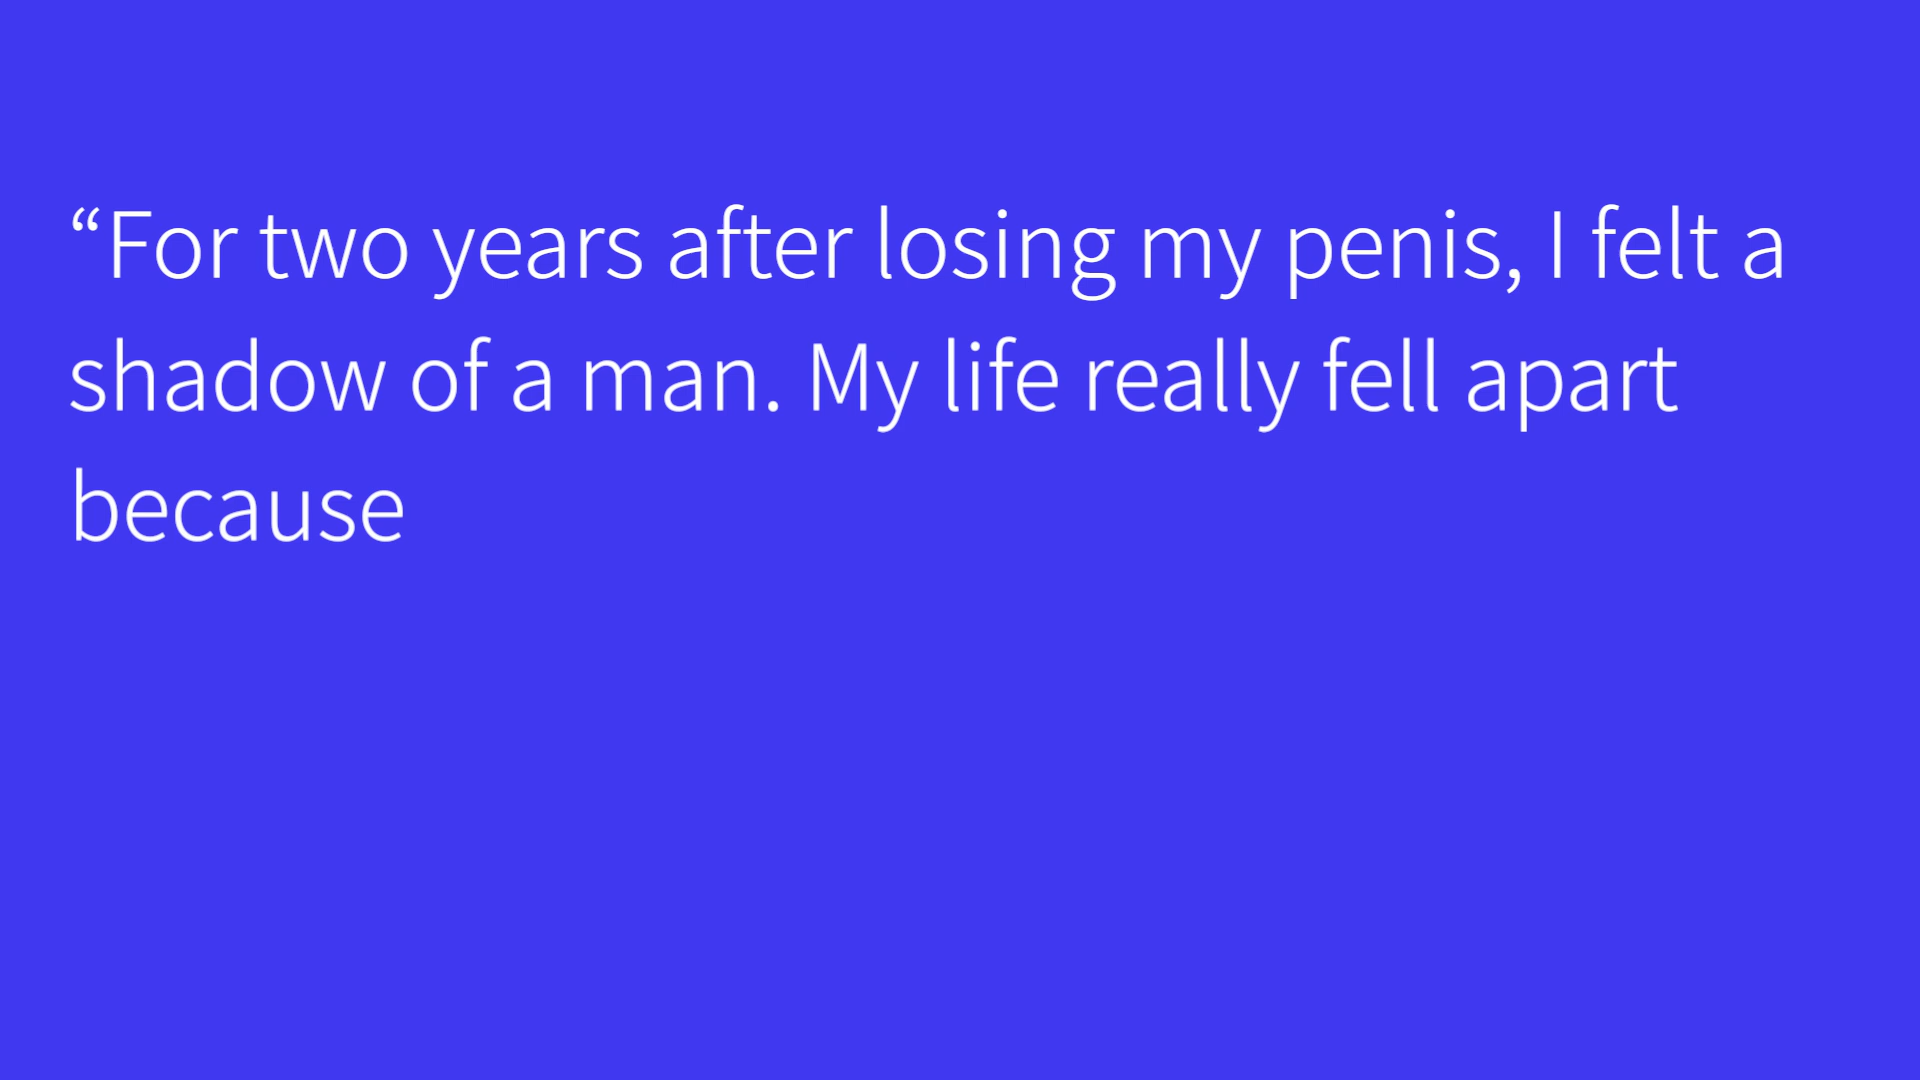 “For two years after losing my penis, I felt a
shadow of a man. My life really fell apart
because